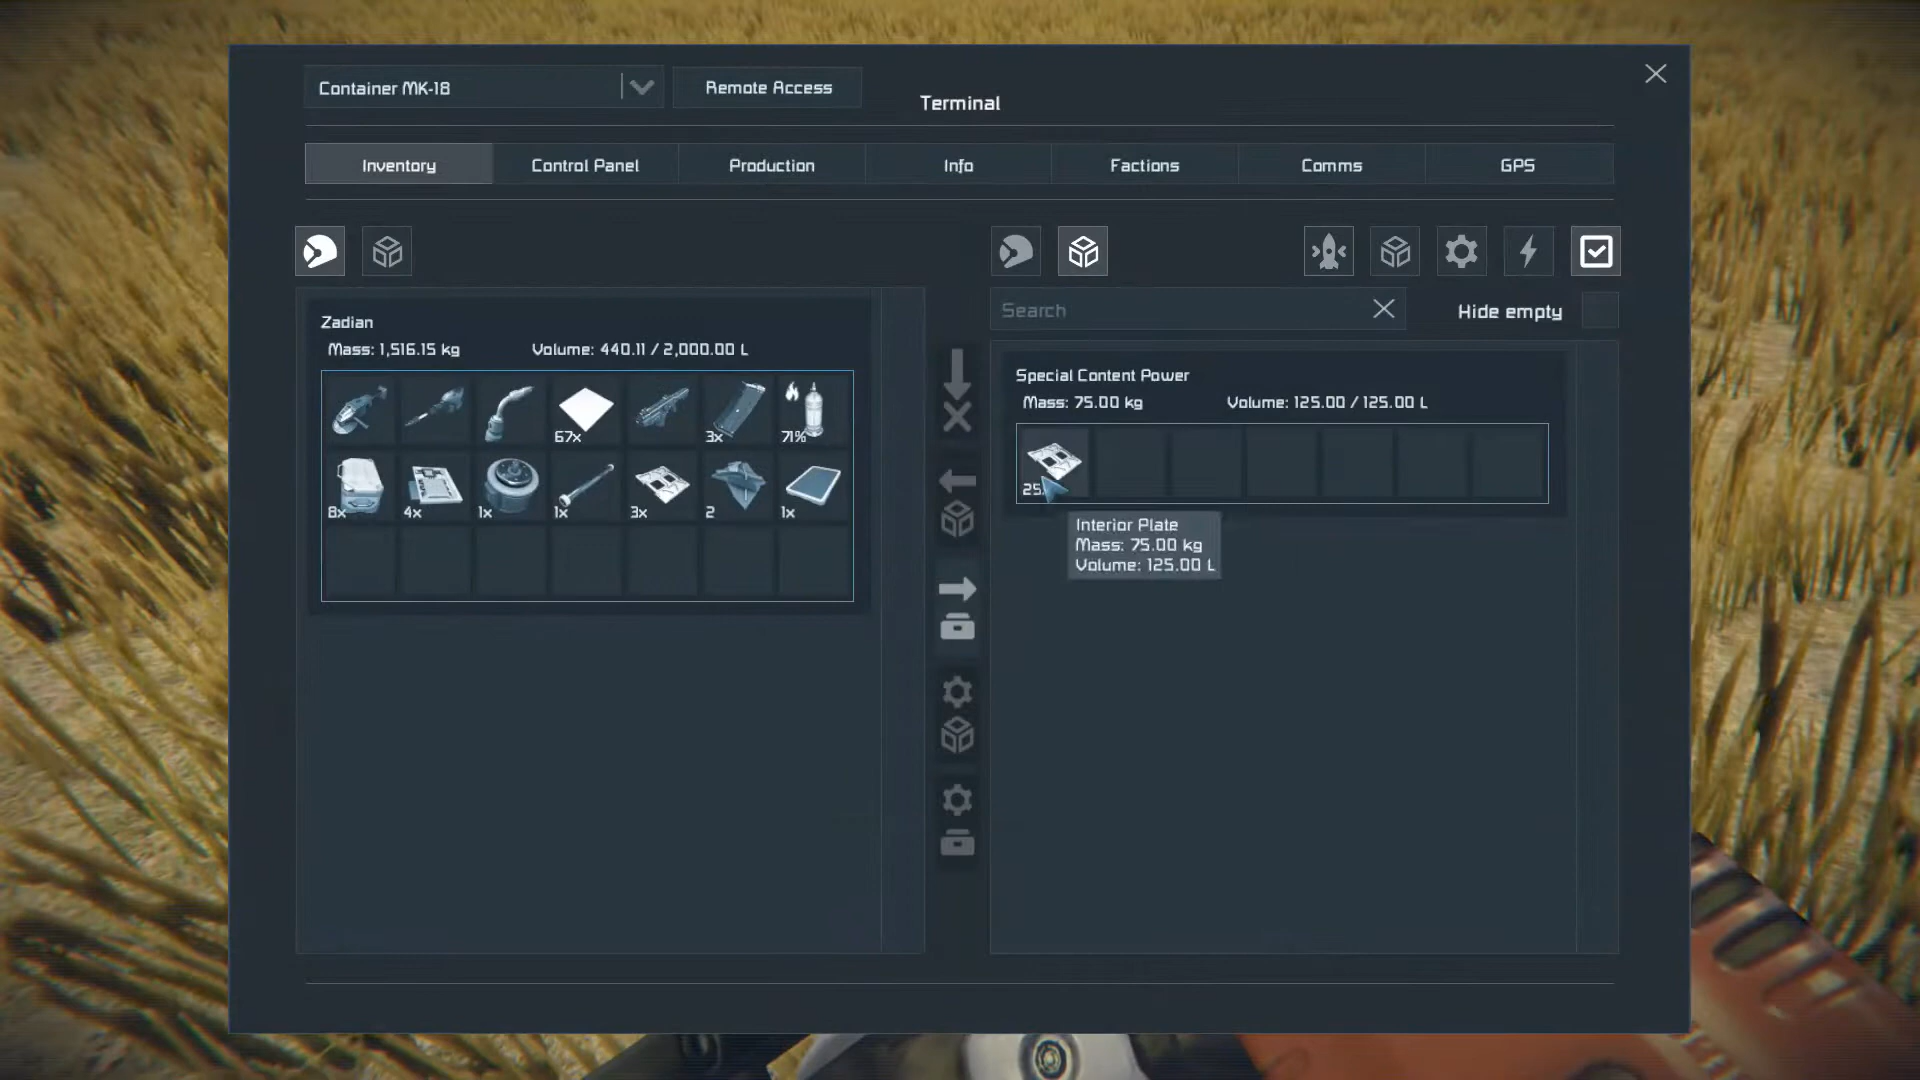 Container MK-18
Remote Access
Terminal
Inventory
Control Panel
Production
Info
Factions
Comms
GPS
Search
Hide empty
Zadian
Mass: 1,516.15 kg
Volume: 440.11 / 2,000.00 L
67x
3x
71%
8x
4x
1x
1x
3x
2
1x
Special Content Power
Mass: 75.00 kg
Volume: 125.00 / 125.00 L
25x
Interior Plate
Mass: 75.00 kg
Volume: 125.00 L